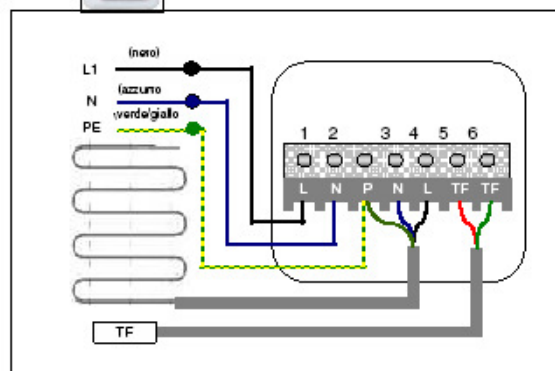 (nero)
L1
(azzurro
N
(verde/giallo
PE
1 2 3 4 5 6
L N P N L TF TF
TF